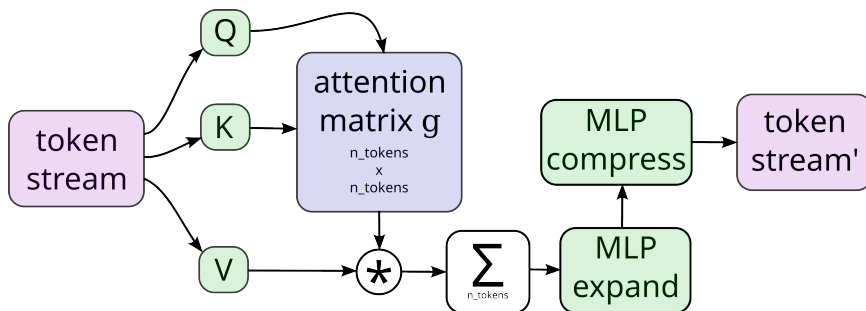 Q
attention
matrix g
n_tokens
x
n_tokens
K
token
stream
V
*
Σ
n_tokens
MLP
expand
MLP
compress
token
stream'